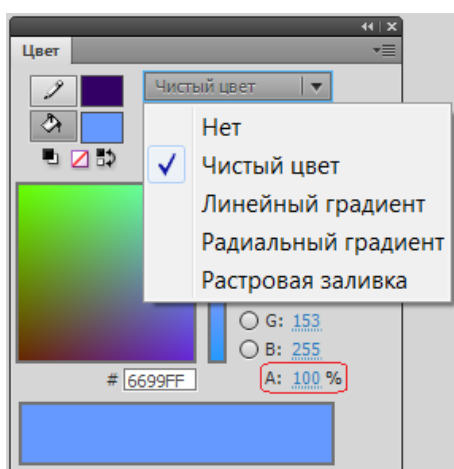 Цвет
Чистый цвет
Нет
Чистый цвет
Линейный градиент
Радиальный градиент
Растровая заливка
G: 153
B: 255
# 6699FF
A: 100 %